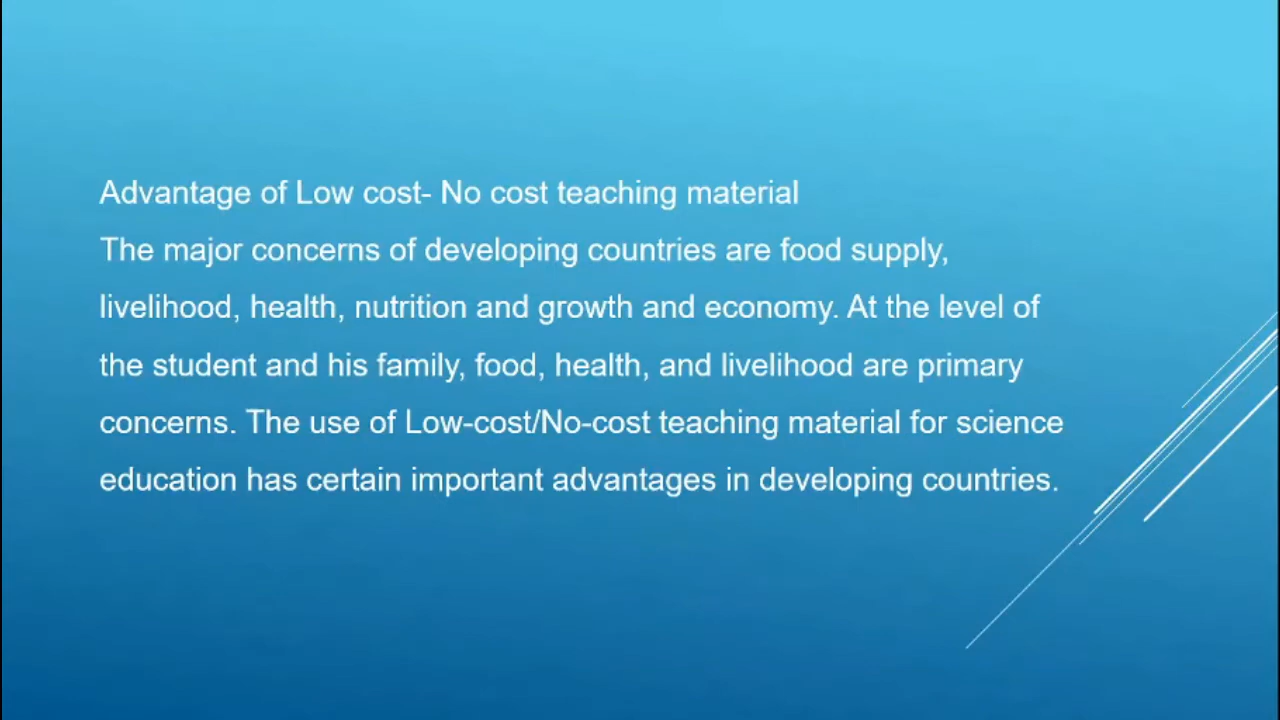 Advantage of Low cost- No cost teaching material
The major concerns of developing countries are food supply,
livelihood, health, nutrition and growth and economy. At the level of
the student and his family, food, health, and livelihood are primary
concerns. The use of Low-cost/No-cost teaching material for science
education has certain important advantages in developing countries.